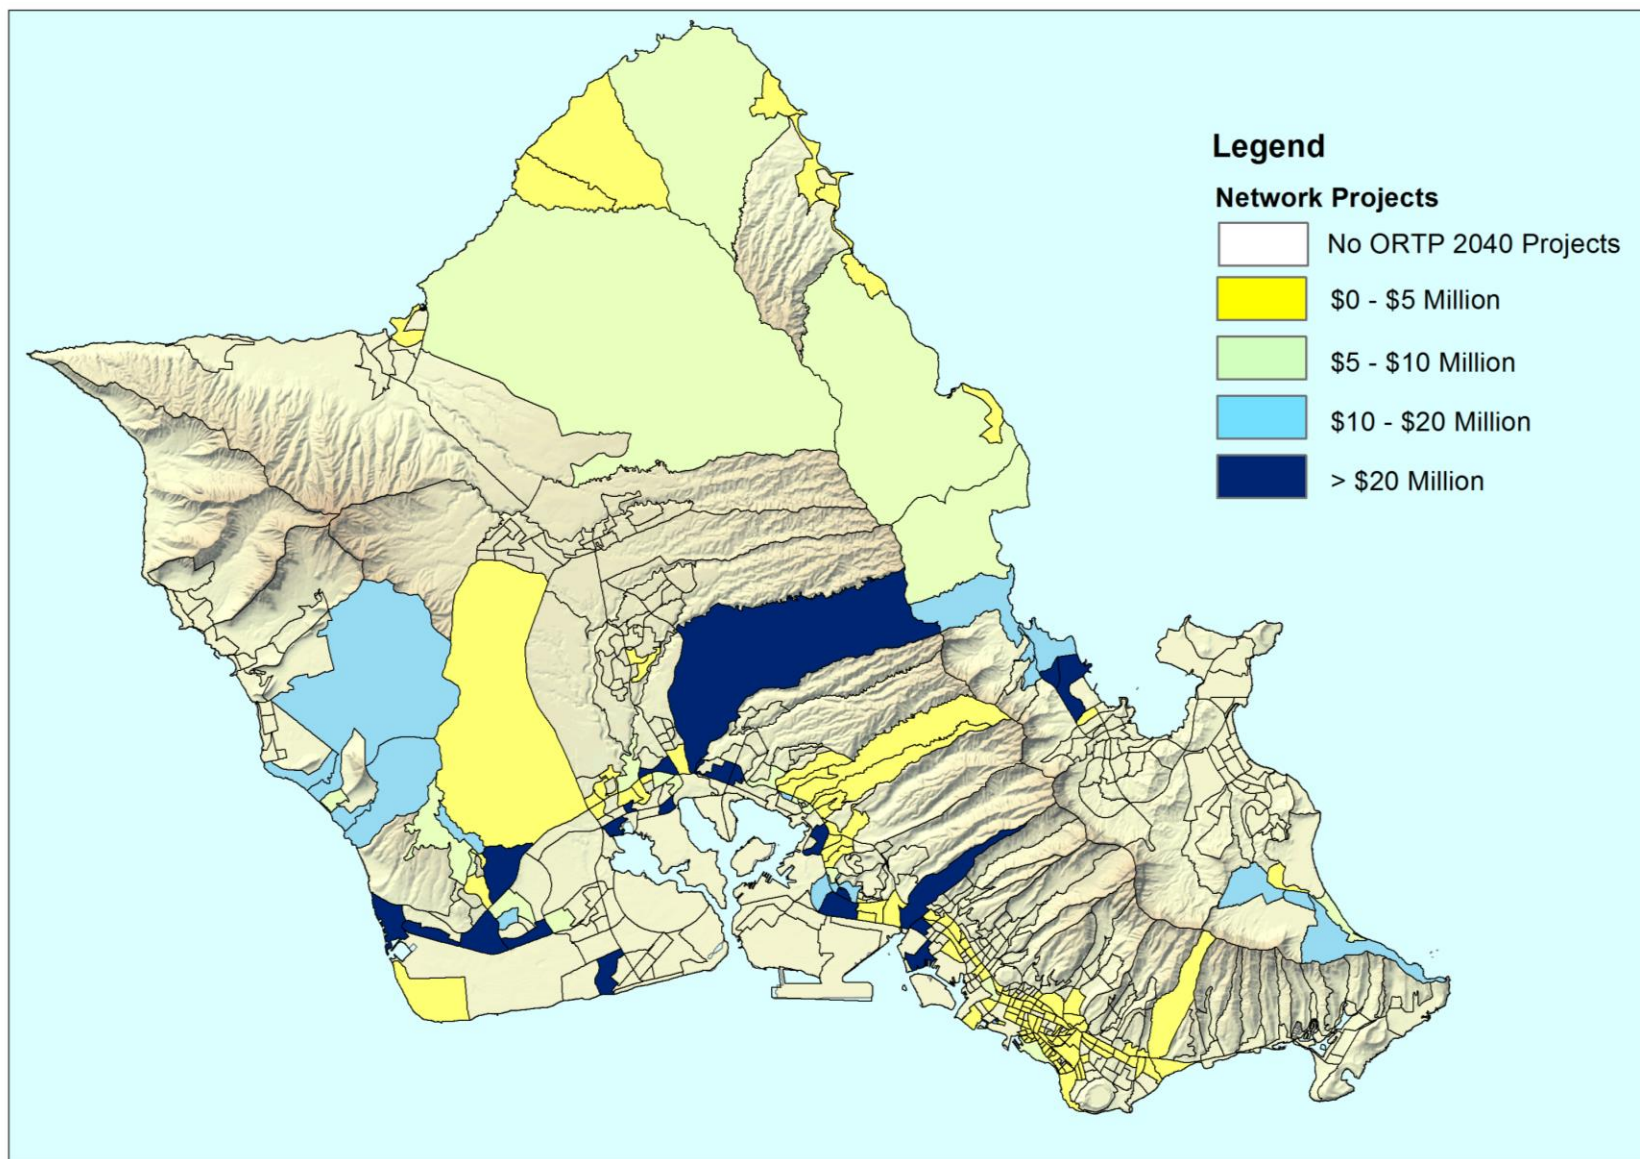 Legend
Network Projects
No ORTP 2040 Projects
$0 - $5 Million
$5 - $10 Million
$10 - $20 Million
> $20 Million